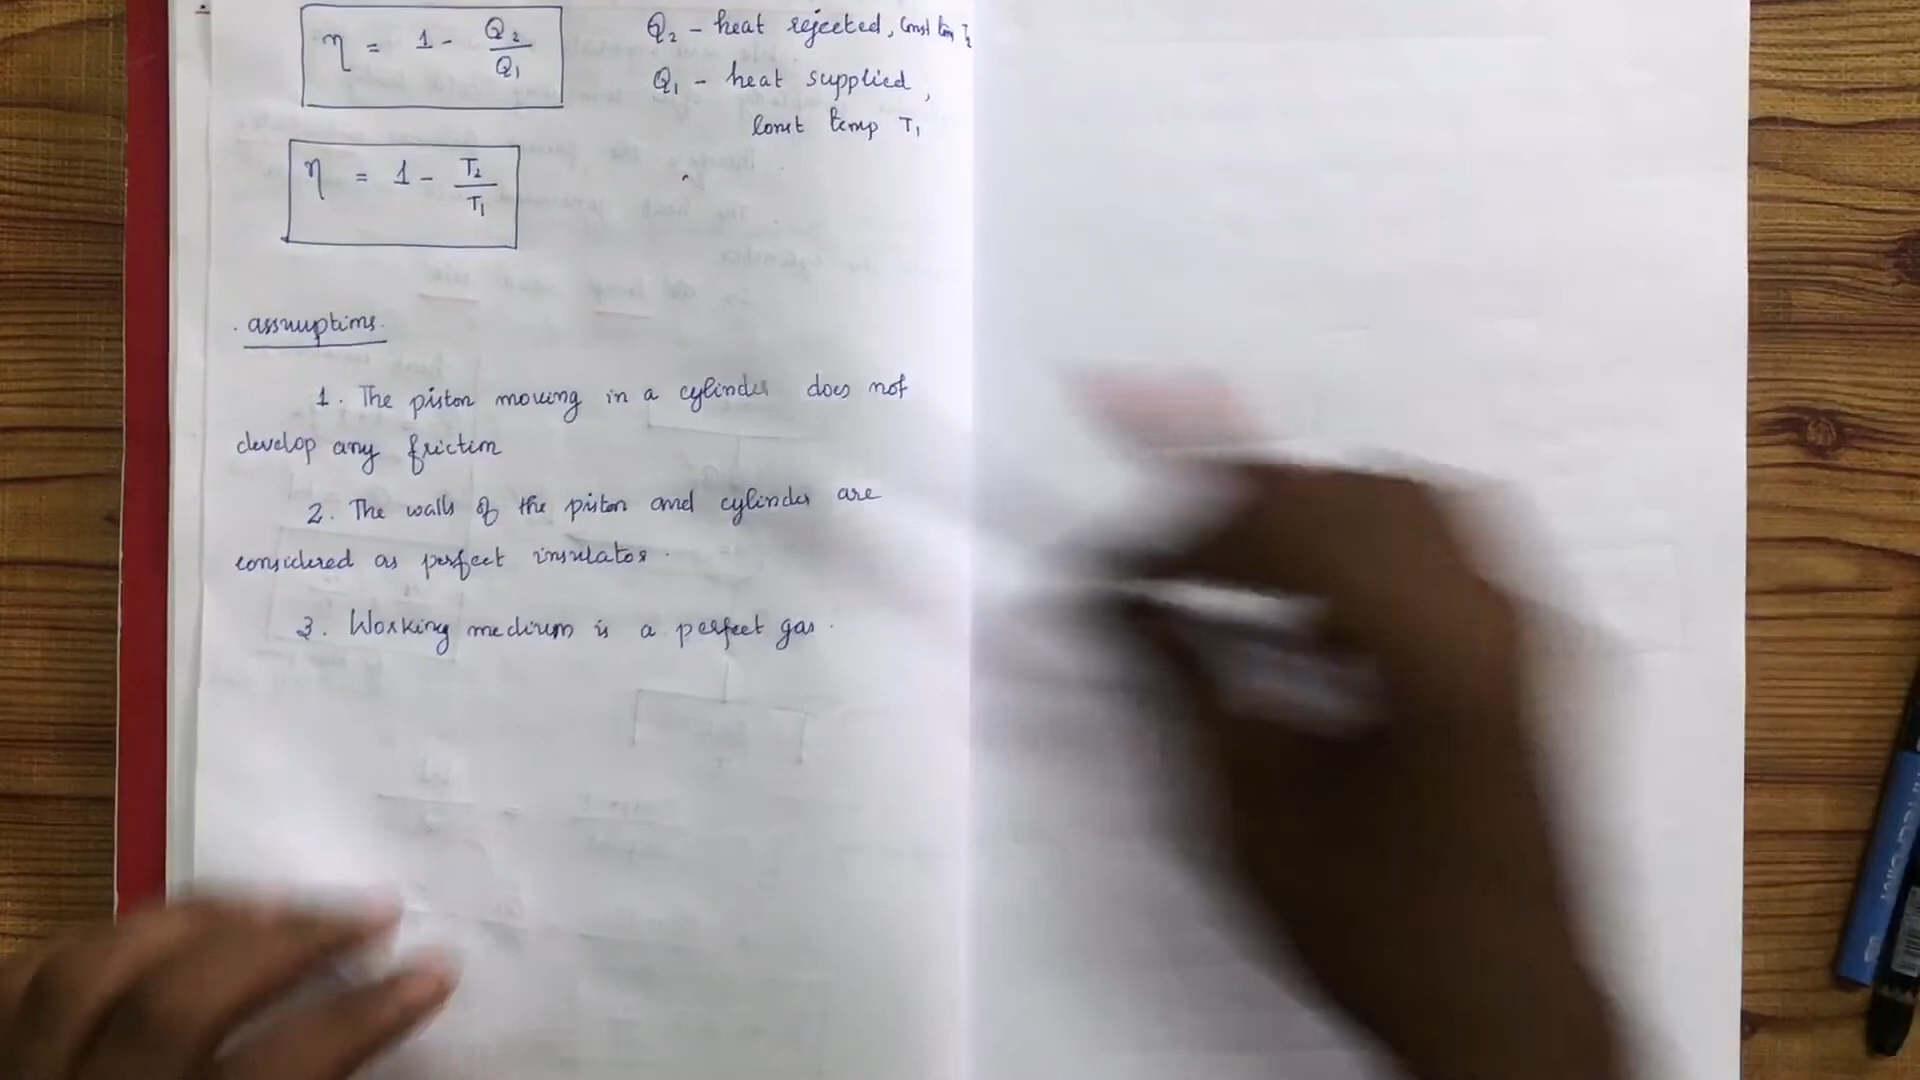 η = 1 - Q₂/Q₁
Q₂ - heat rejected, Const tem T₂
Q₁ - heat supplied,
Const temp T₁
η = 1 - T₂/T₁
assumptions.
1. The piston moving in a cylinder does not
develop any friction
2. The walls of the piston and cylinder are
considered as perfect insulator.
3. Working medium is a perfect gas.